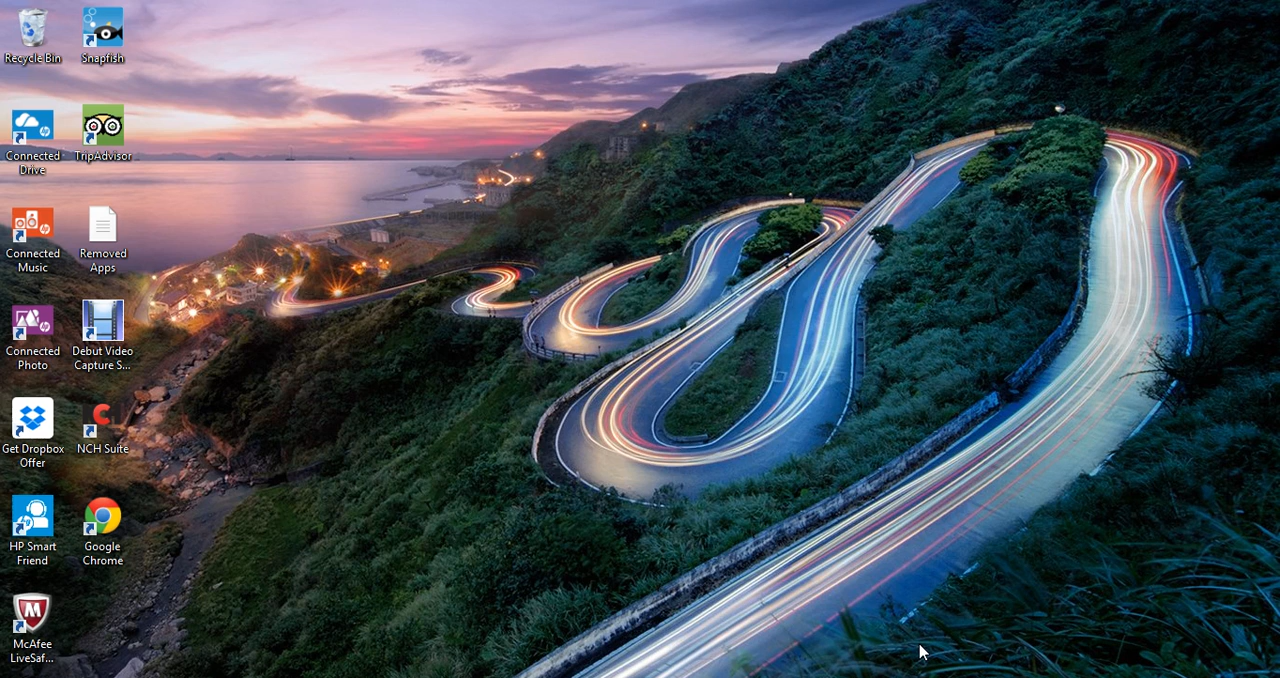 Recycle Bin
Snapfish
Connected
Drive
TripAdvisor
Connected
Music
Removed
Apps
Connected
Photo
Debut Video
Capture S...
Get Dropbox
Offer
NCH Suite
HP Smart
Friend
Google
Chrome
McAfee
LiveSaf...